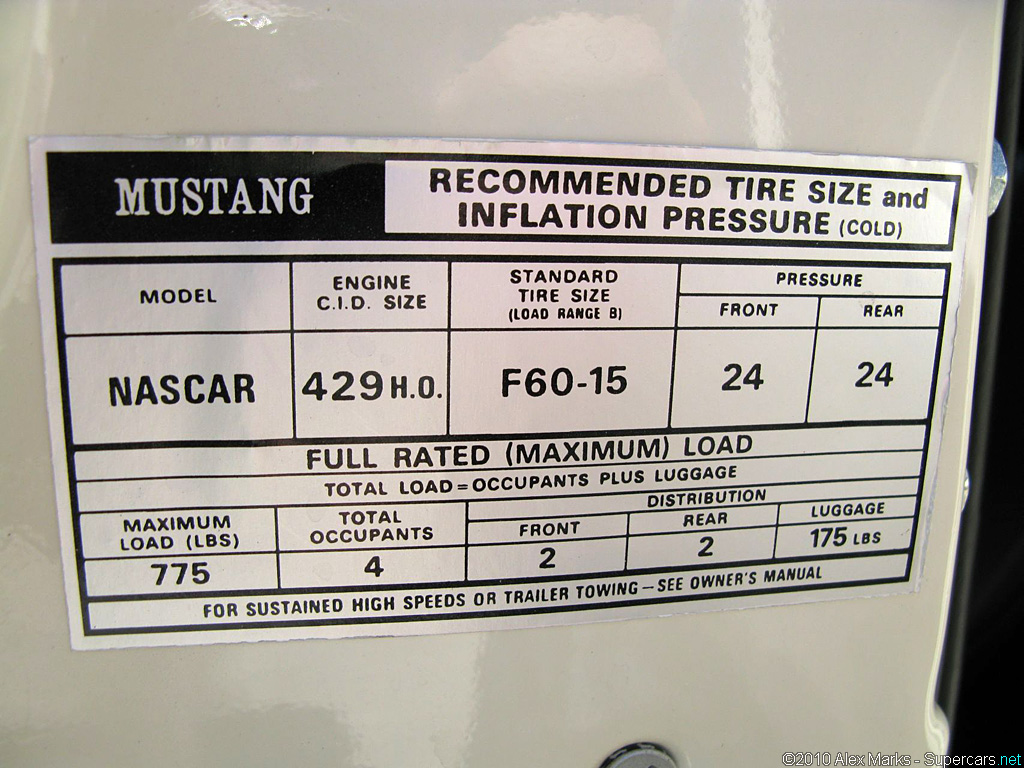 MUSTANG
RECOMMENDED TIRE SIZE and
INFLATION PRESSURE (COLD)
MODEL
ENGINE
C.I.D. SIZE
STANDARD
TIRE SIZE
(LOAD RANGE B)
PRESSURE
FRONT
REAR
NASCAR
429 H.O.
F60-15
24
24
FULL RATED (MAXIMUM) LOAD
TOTAL LOAD=OCCUPANTS PLUS LUGGAGE
MAXIMUM
LOAD (LBS)
TOTAL
OCCUPANTS
DISTRIBUTION
FRONT
REAR
LUGGAGE
775
4
2
2
175 LBS
FOR SUSTAINED HIGH SPEEDS OR TRAILER TOWING — SEE OWNER'S MANUAL
©2010 Alex Marks - Supercars.net